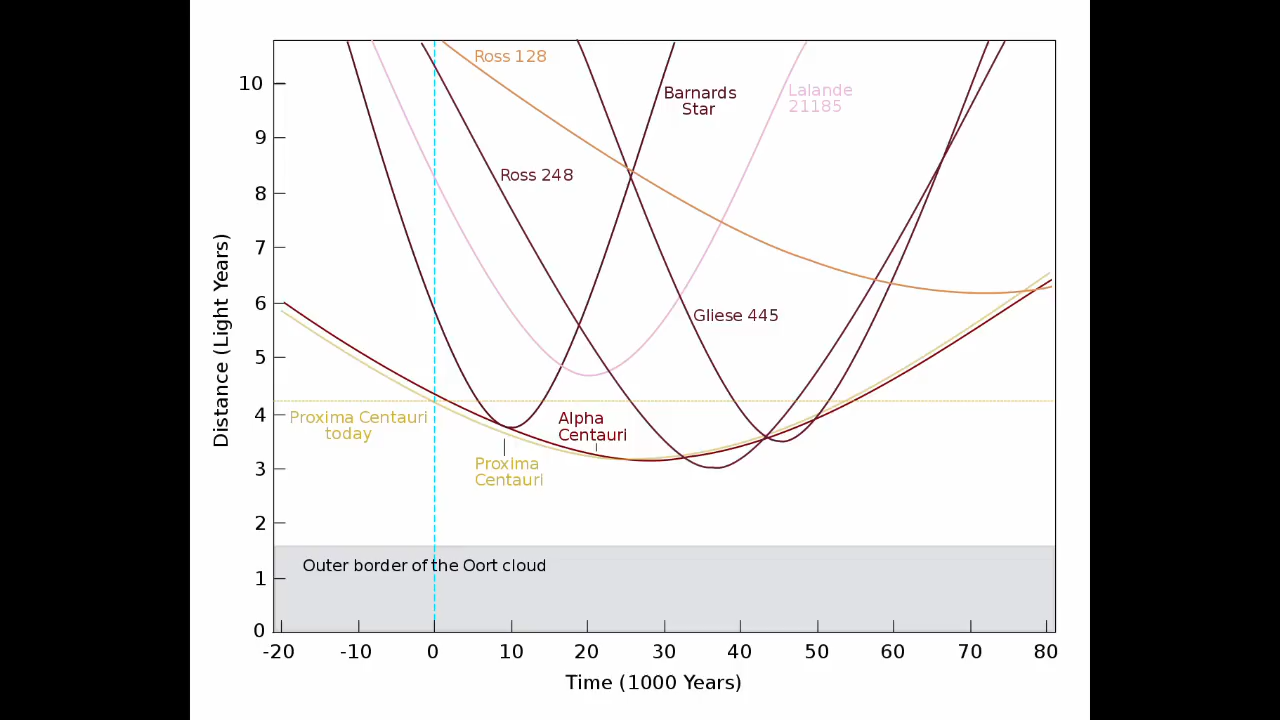 Ross 128
Barnards
Star
Lalande
21185
Ross 248
Gliese 445
Proxima Centauri
today
Alpha
Centauri
Proxima
Centauri
Outer border of the Oort cloud
Distance (Light Years)
10
9
8
7
6
5
4
3
2
1
0
-20 -10 0 10 20 30 40 50 60 70 80
Time (1000 Years)